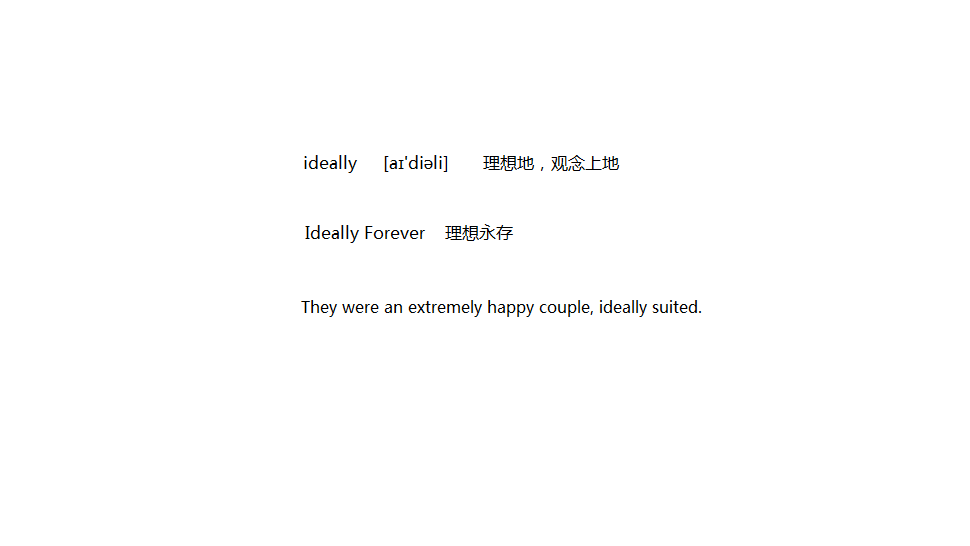 ideally [aɪ'diəli] 理想地，观念上地
Ideally Forever 理想永存
They were an extremely happy couple, ideally suited.